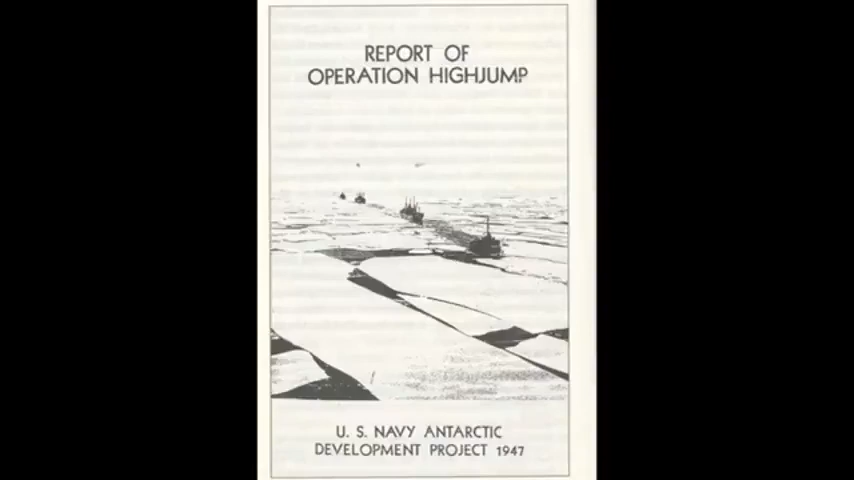 REPORT OF
OPERATION HIGHJUMP
U. S. NAVY ANTARCTIC
DEVELOPMENT PROJECT 1947